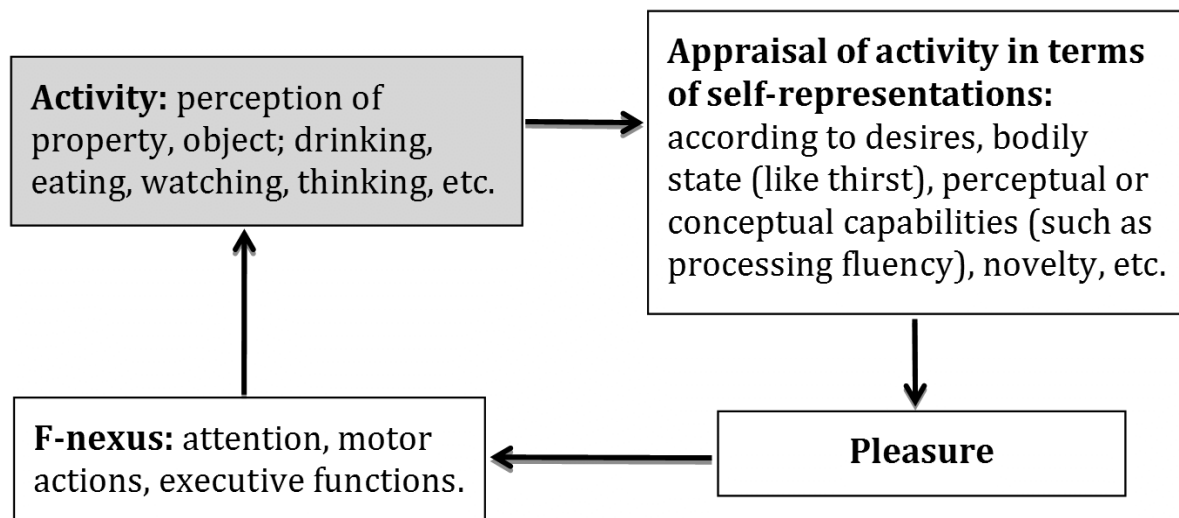 Activity: perception of
property, object; drinking,
eating, watching, thinking, etc.
Appraisal of activity in terms
of self-representations:
according to desires, bodily
state (like thirst), perceptual or
conceptual capabilities (such as
processing fluency), novelty, etc.
F-nexus: attention, motor
actions, executive functions.
Pleasure